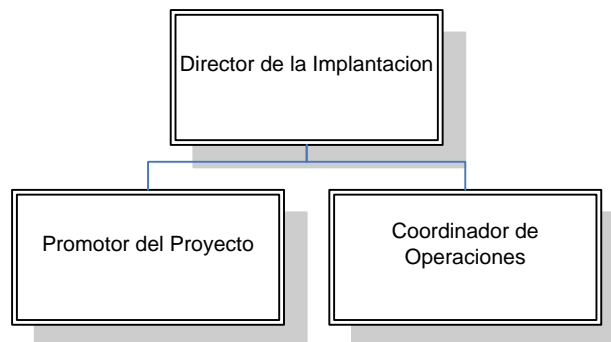 Director de la Implantacion
Promotor del Proyecto
Coordinador de
Operaciones